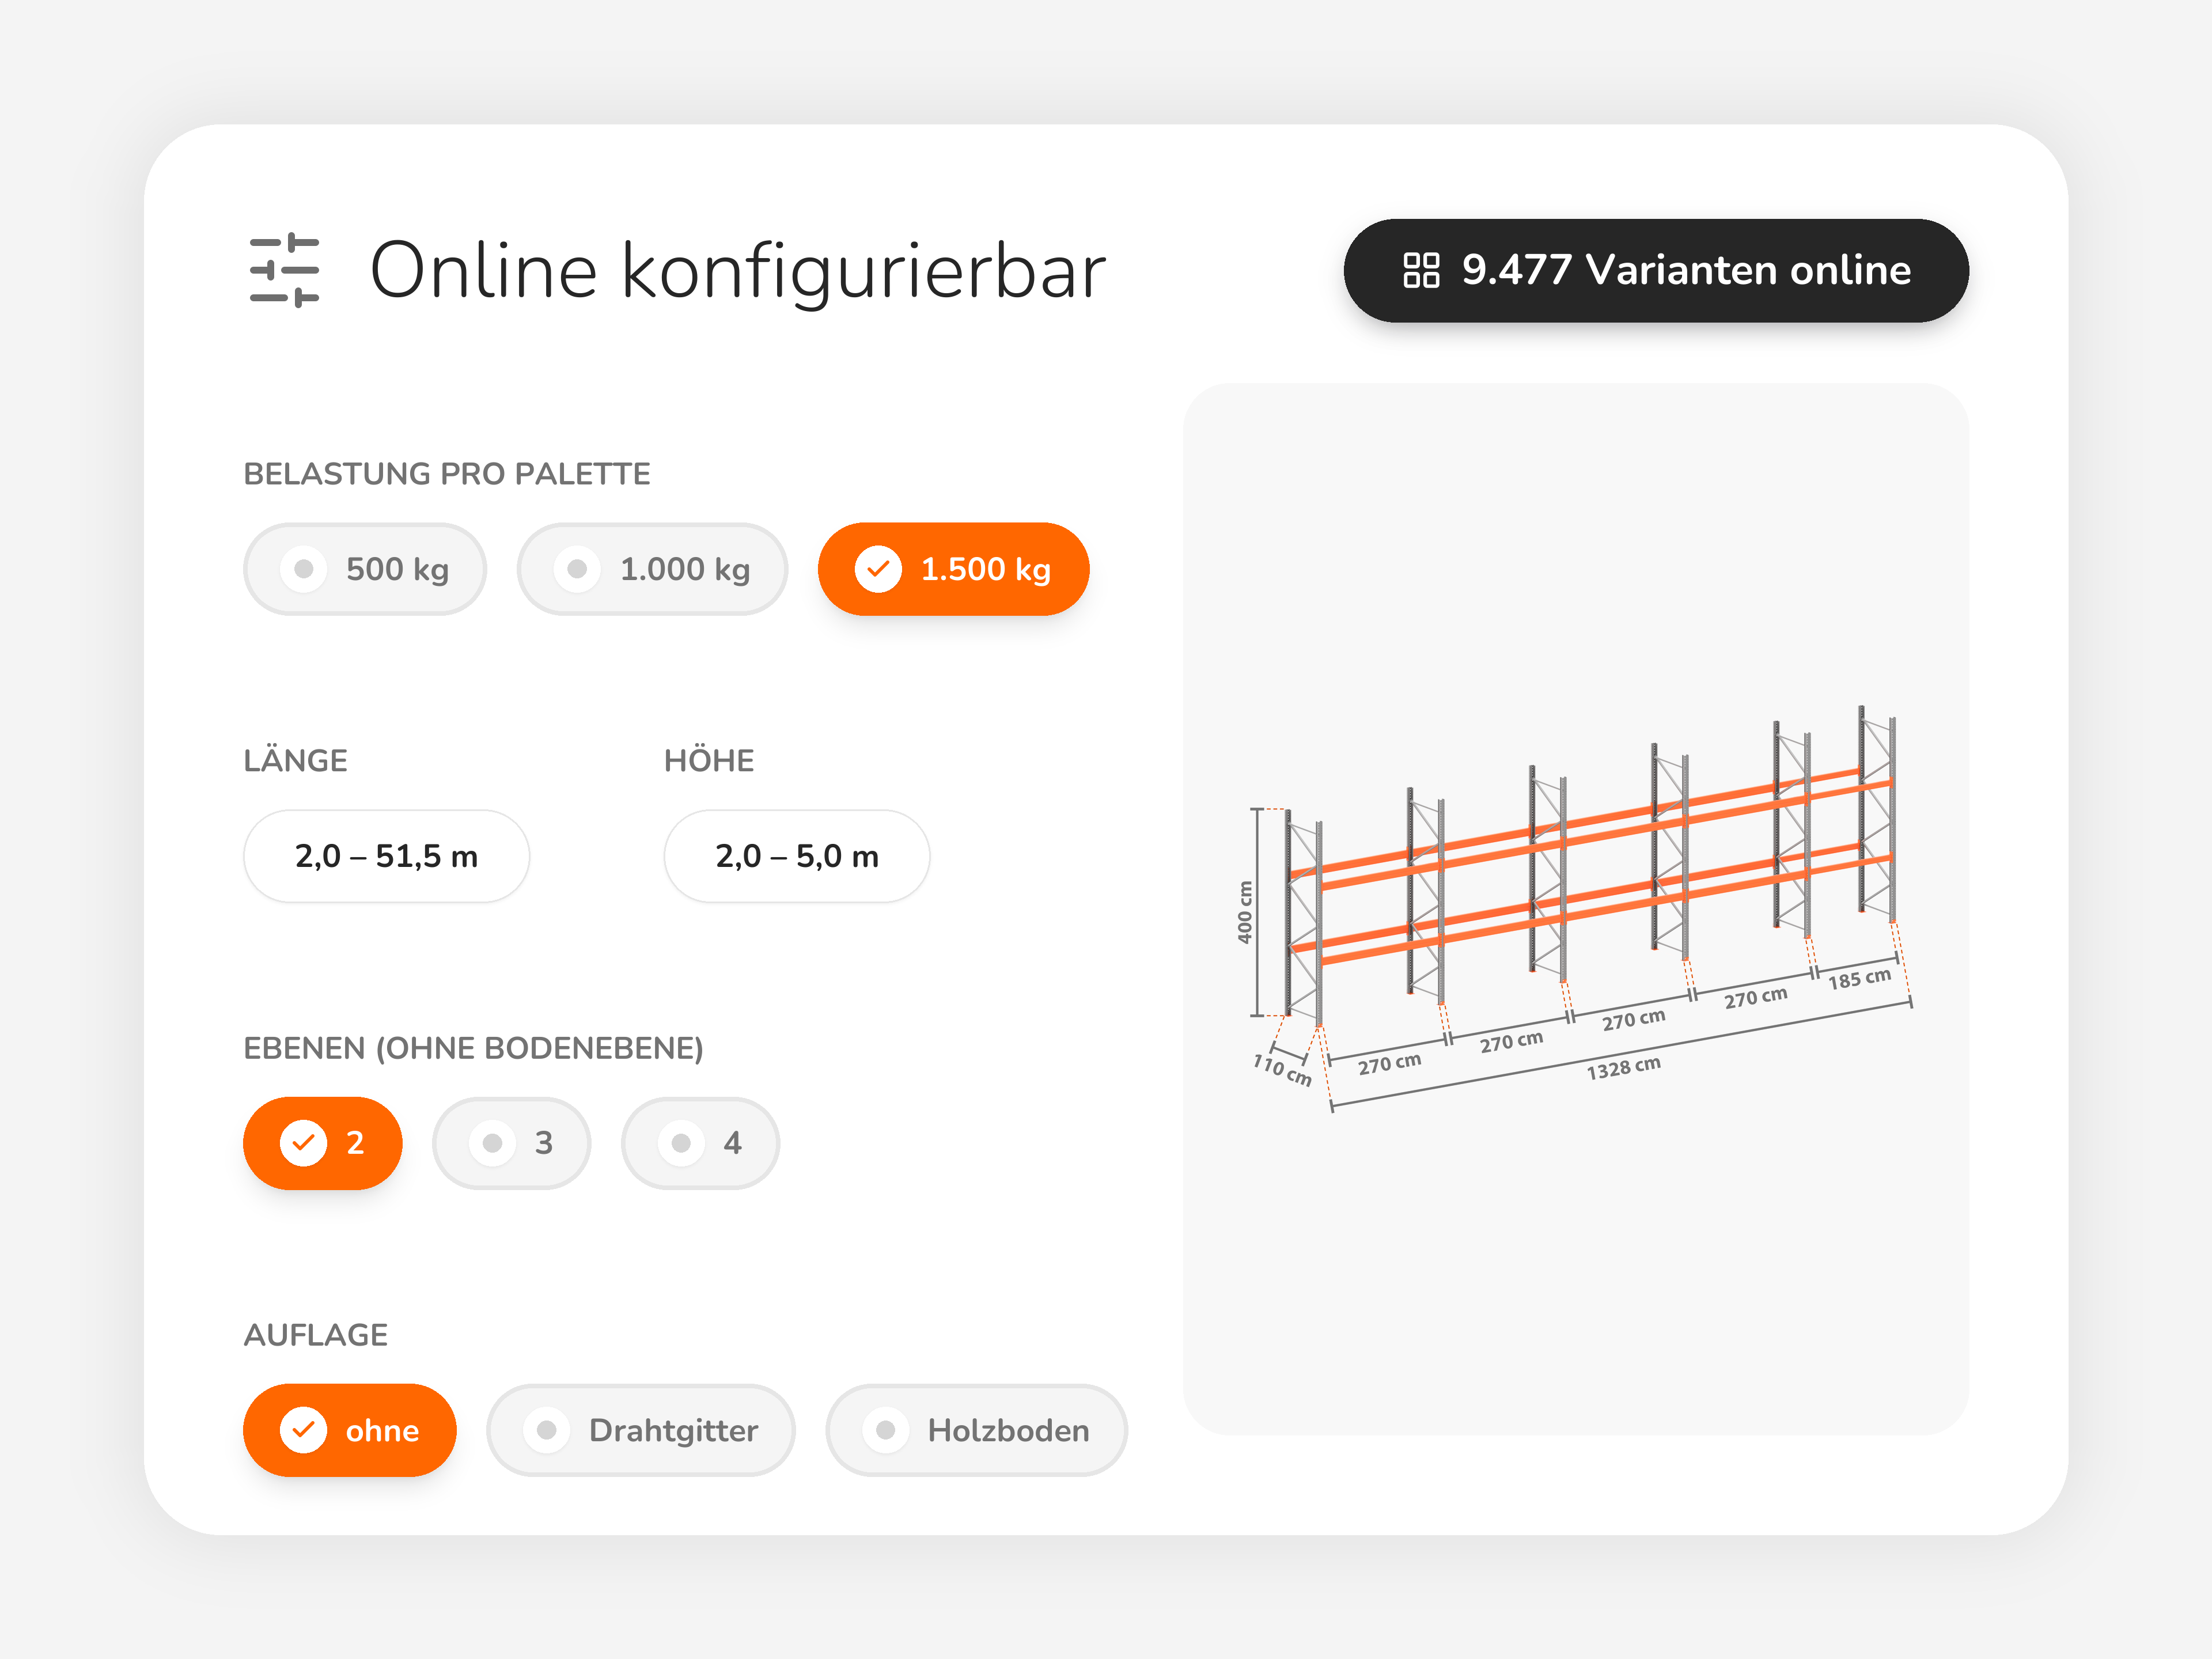 Online konfigurierbar
9.477 Varianten online
BELASTUNG PRO PALETTE
500 kg
1.000 kg
1.500 kg
LÄNGE
HÖHE
2,0 – 51,5 m
2,0 – 5,0 m
EBENEN (OHNE BODENEBENE)
2
3
4
AUFLAGE
ohne
Drahtgitter
Holzboden
400 cm
110 cm
270 cm
270 cm
270 cm
270 cm
185 cm
1328 cm